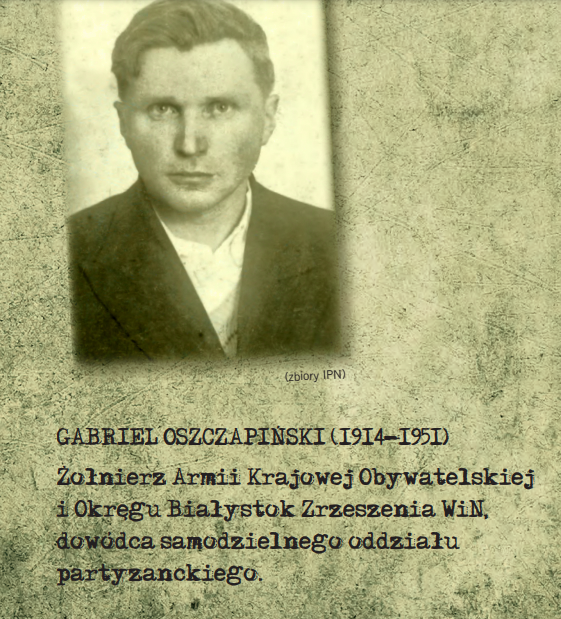 (zbiory IPN)
GABRIEL OSZCZAPIŃSKI (1914–1951)
Żołnierz Armii Krajowej Obywatelskiej
i Okręgu Białystok Zrzeszenia WiN,
dowódca samodzielnego oddziału
partyzanckiego.